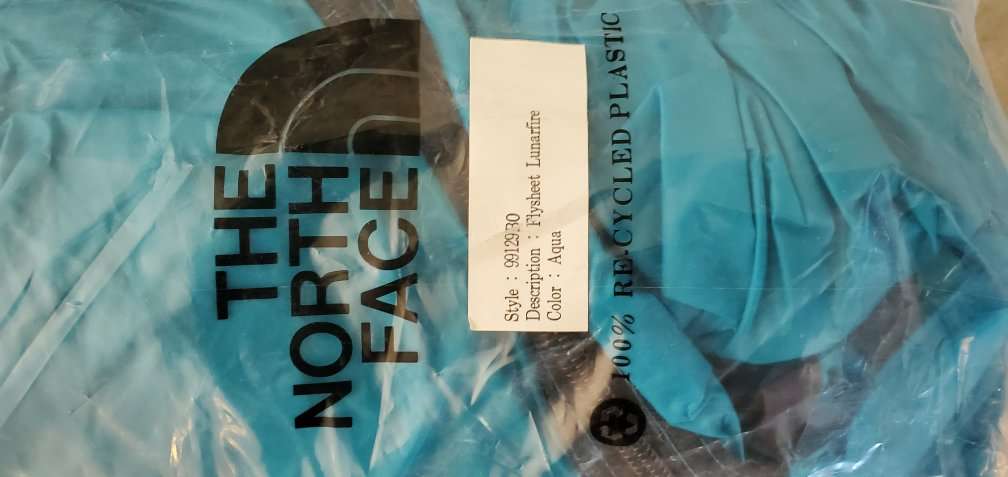 THE
NORTH
FACE
Style : 9912930
Description : Flysheet Lunarfire
Color : Aqua
100% RE-CYCLED PLASTIC